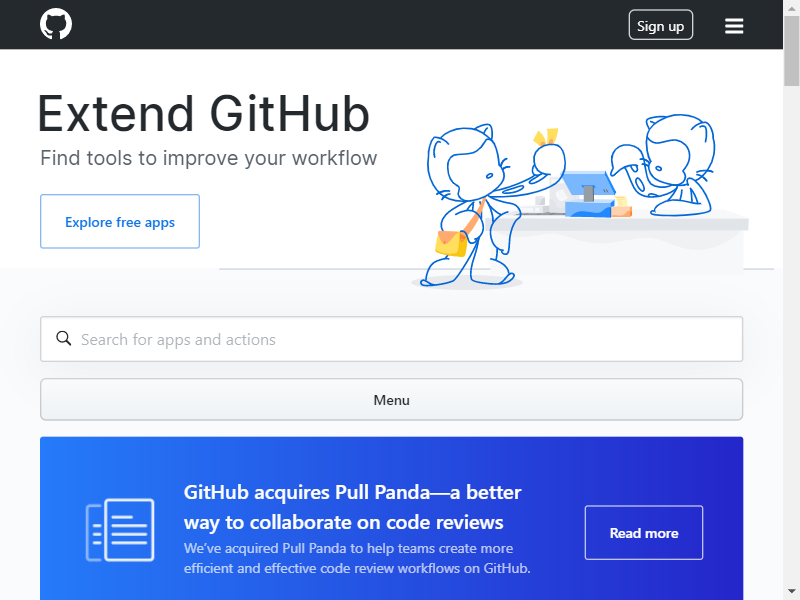 Sign up
Extend GitHub
Find tools to improve your workflow
Explore free apps
Search for apps and actions
Menu
GitHub acquires Pull Panda—a better
way to collaborate on code reviews
We've acquired Pull Panda to help teams create more
efficient and effective code review workflows on GitHub.
Read more